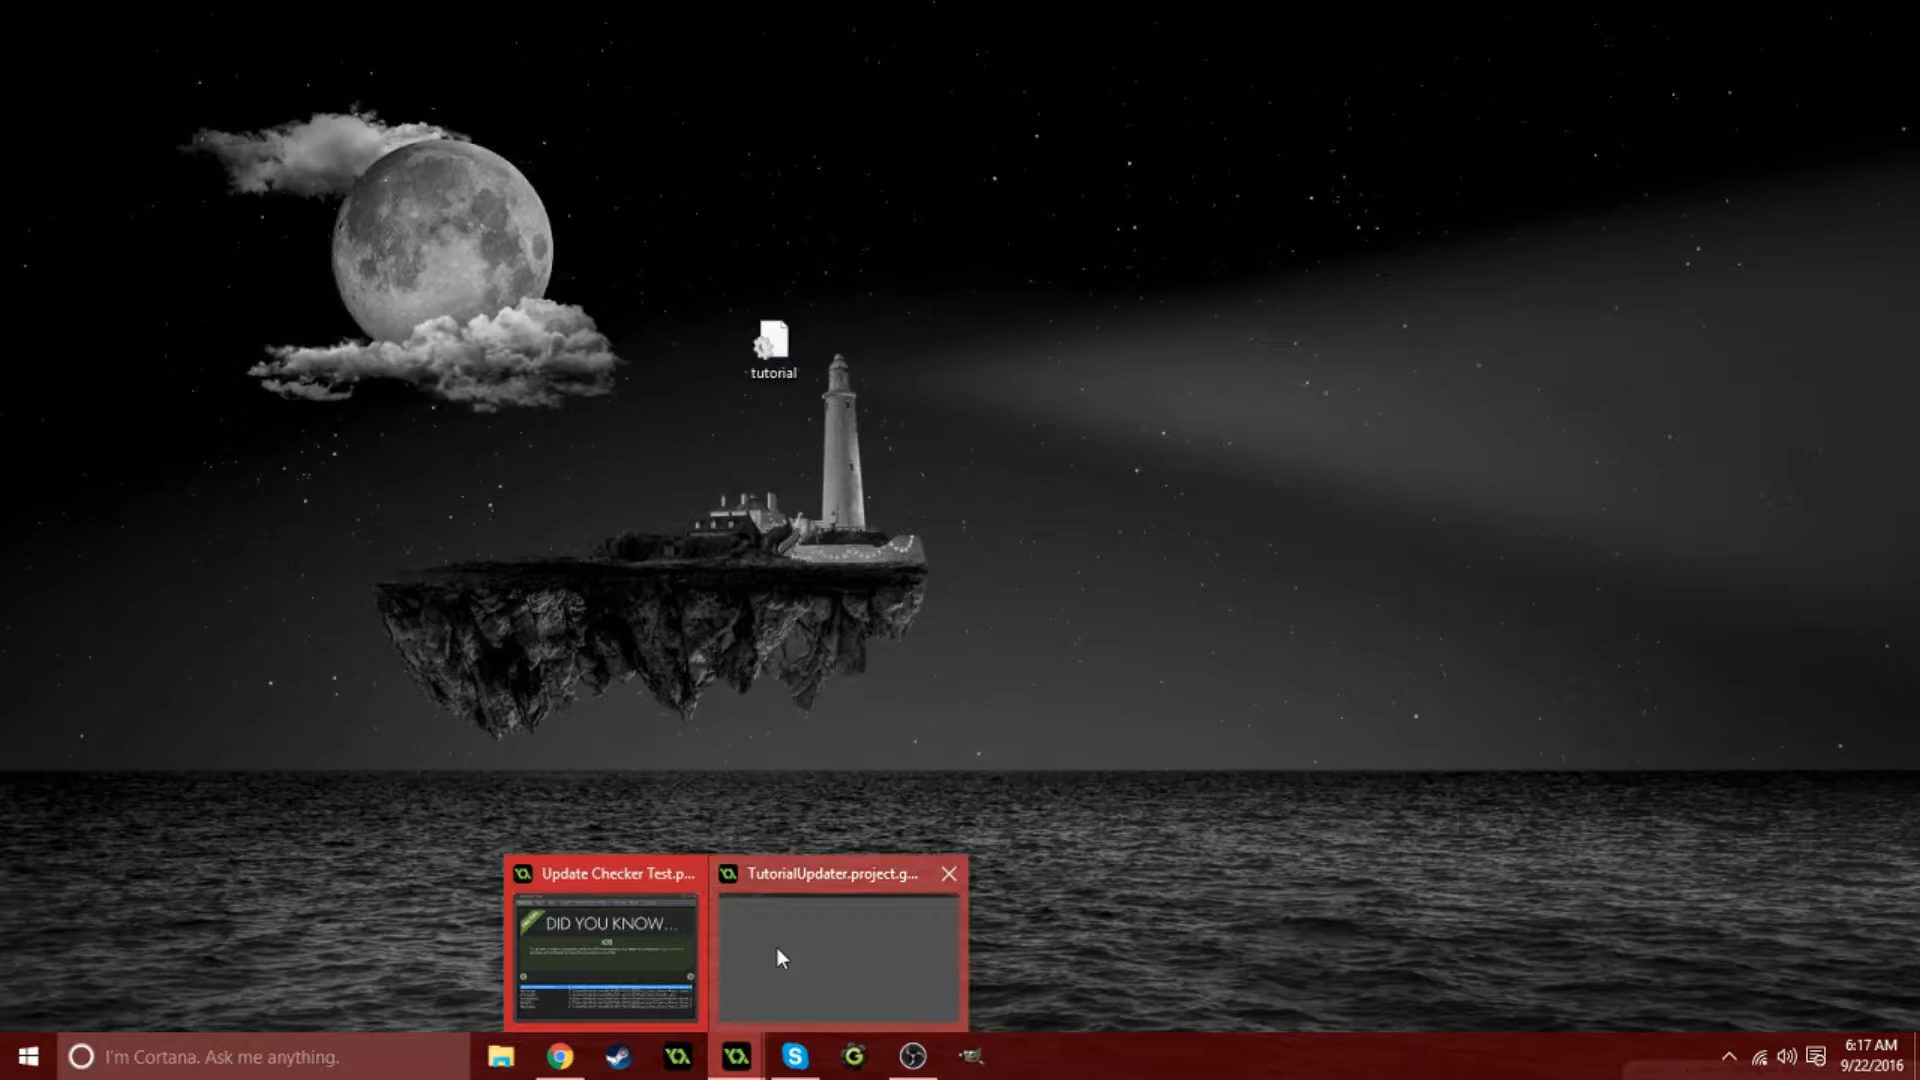 tutorial
Update Checker Test.p...
TutorialUpdater.project.g...
DID YOU KNOW...
iOS
I'm Cortana. Ask me anything.
6:17 AM
9/22/2016